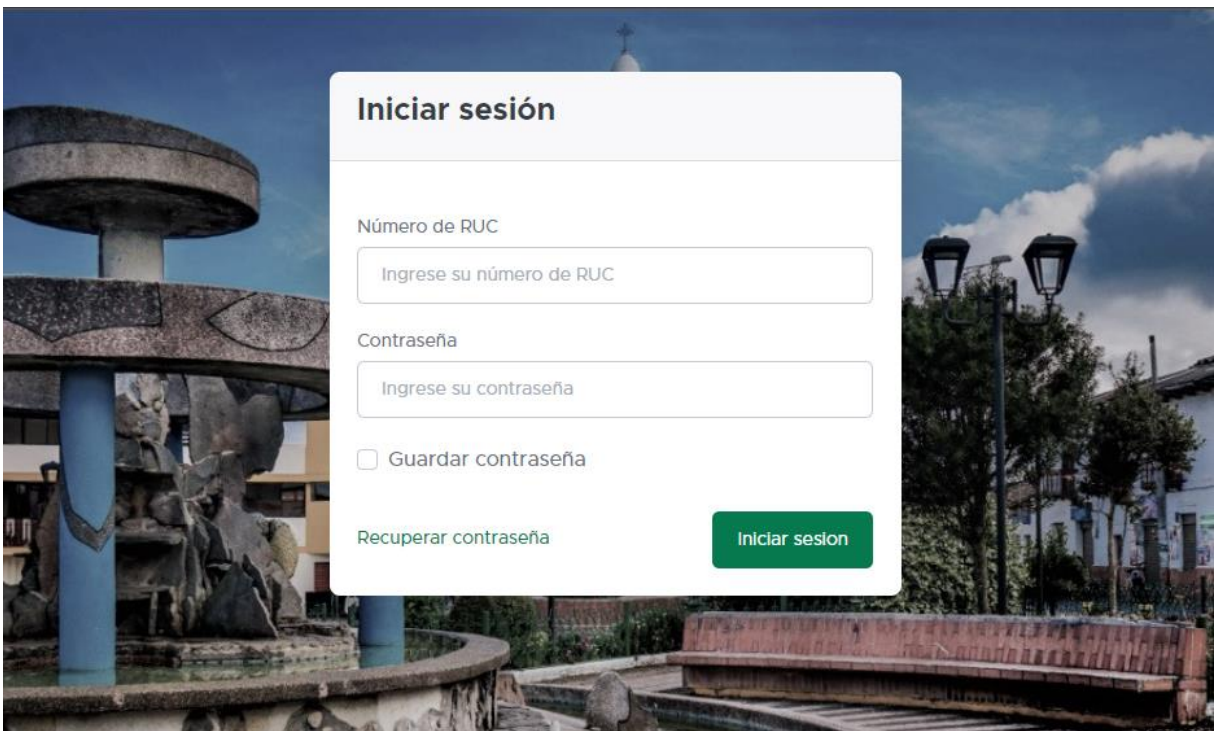 Iniciar sesión
Número de RUC
Ingrese su número de RUC
Contraseña
Ingrese su contraseña
Guardar contraseña
Recuperar contraseña
Iniciar sesion